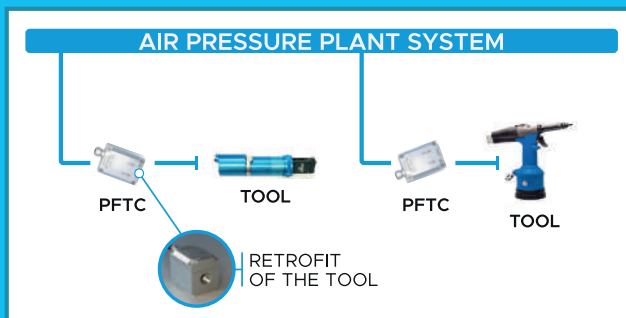 AIR PRESSURE PLANT SYSTEM
PFTC
TOOL
PFTC
TOOL
RETROFIT
OF THE TOOL